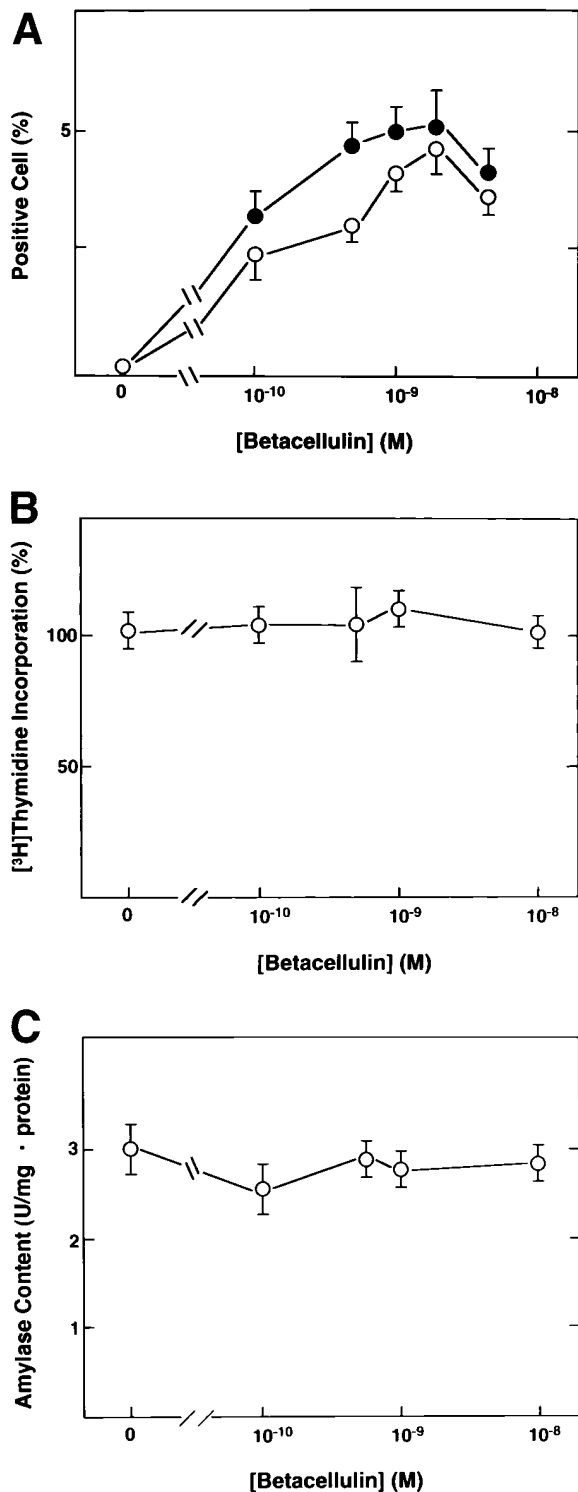 A
Positive Cell (%)
5
0
10⁻¹⁰
10⁻⁹
10⁻⁸
[Betacellulin] (M)
B
[³H]Thymidine Incorporation (%)
100
50
0
10⁻¹⁰
10⁻⁹
10⁻⁸
[Betacellulin] (M)
C
Amylase Content (U/mg · protein)
3
2
1
0
10⁻¹⁰
10⁻⁹
10⁻⁸
[Betacellulin] (M)